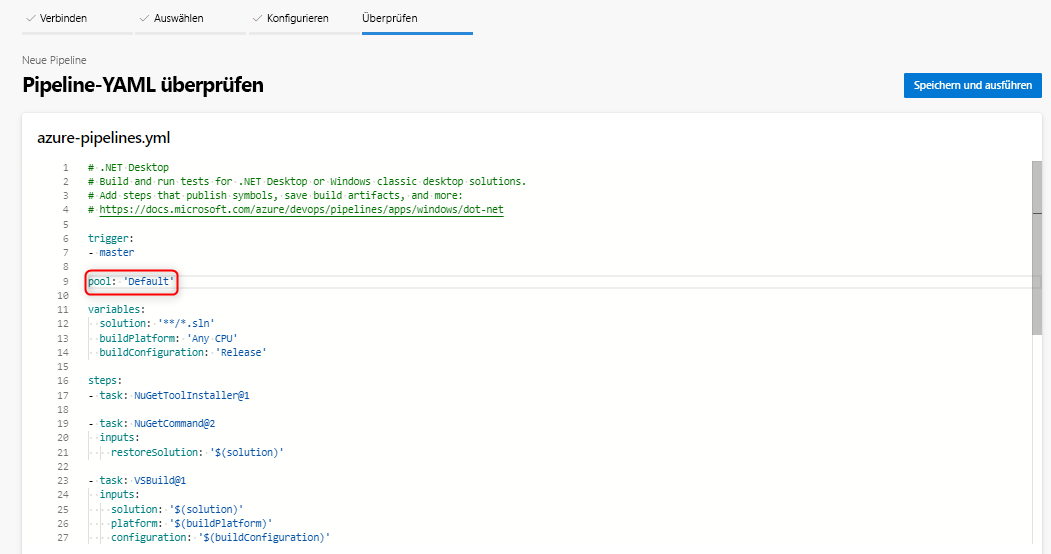 Verbinden
Auswählen
Konfigurieren
Überprüfen
Neue Pipeline
Pipeline-YAML überprüfen
Speichern und ausführen
azure-pipelines.yml
1 # .NET Desktop
2 # Build and run tests for .NET Desktop or Windows classic desktop solutions.
3 # Add steps that publish symbols, save build artifacts, and more:
4 # https://docs.microsoft.com/azure/devops/pipelines/apps/windows/dot-net
5
6 trigger:
7 - master
8
9 pool: 'Default'
10
11 variables:
12   solution: '**/*.sln'
13   buildPlatform: 'Any CPU'
14   buildConfiguration: 'Release'
15
16 steps:
17 - task: NuGetToolInstaller@1
18
19 - task: NuGetCommand@2
20   inputs:
21     restoreSolution: '$(solution)'
22
23 - task: VSBuild@1
24   inputs:
25     solution: '$(solution)'
26     platform: '$(buildPlatform)'
27     configuration: '$(buildConfiguration)'